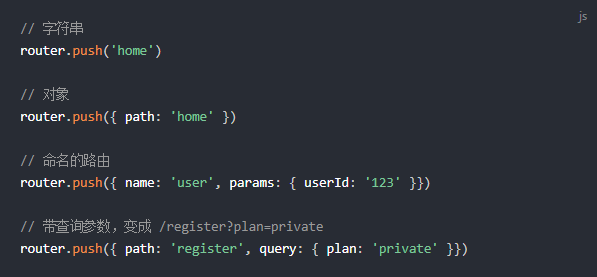 js
// 字符串
router.push('home')
// 对象
router.push({ path: 'home' })
// 命名的路由
router.push({ name: 'user', params: { userId: '123' }})
// 带查询参数，变成 /register?plan=private
router.push({ path: 'register', query: { plan: 'private' }})